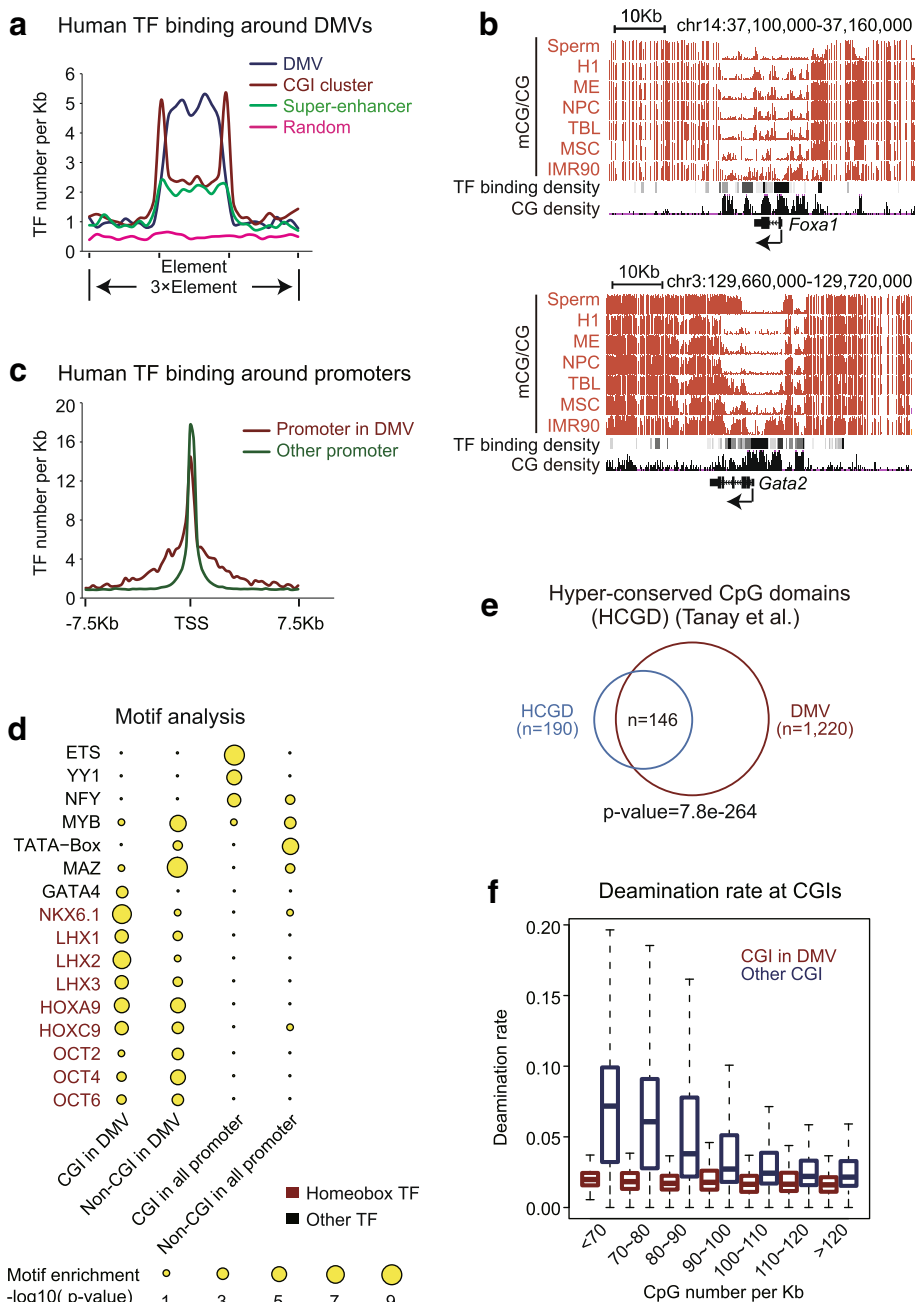 a Human TF binding around DMVs
DMV
CGI cluster
Super-enhancer
Random
TF number per Kb
6
5
4
3
2
1
0
Element
3×Element
b
10Kb chr14:37,100,000-37,160,000
mCG/CG
Sperm
H1
ME
NPC
TBL
MSC
IMR90
TF binding density
CG density
Foxa1
10Kb chr3:129,660,000-129,720,000
mCG/CG
Sperm
H1
ME
NPC
TBL
MSC
IMR90
TF binding density
CG density
Gata2
c Human TF binding around promoters
Promoter in DMV
Other promoter
TF number per Kb
20
16
12
8
4
0
-7.5Kb TSS 7.5Kb
d Motif analysis
ETS
YY1
NFY
MYB
TATA−Box
MAZ
GATA4
NKX6.1
LHX1
LHX2
LHX3
HOXA9
HOXC9
OCT2
OCT4
OCT6
CGI in DMV
Non-CGI in DMV
CGI in all promoter
Non-CGI in all promoter
Homeobox TF
Other TF
Motif enrichment
-log10( p-value) 1 3 5 7 9
e Hyper-conserved CpG domains
(HCGD) (Tanay et al.)
HCGD
(n=190)
n=146
DMV
(n=1,220)
p-value=7.8e-264
f Deamination rate at CGIs
CGI in DMV
Other CGI
Deamination rate
0.20
0.15
0.10
0.05
0.00
<70
70~80
80~90
90~100
100~110
110~120
>120
CpG number per Kb